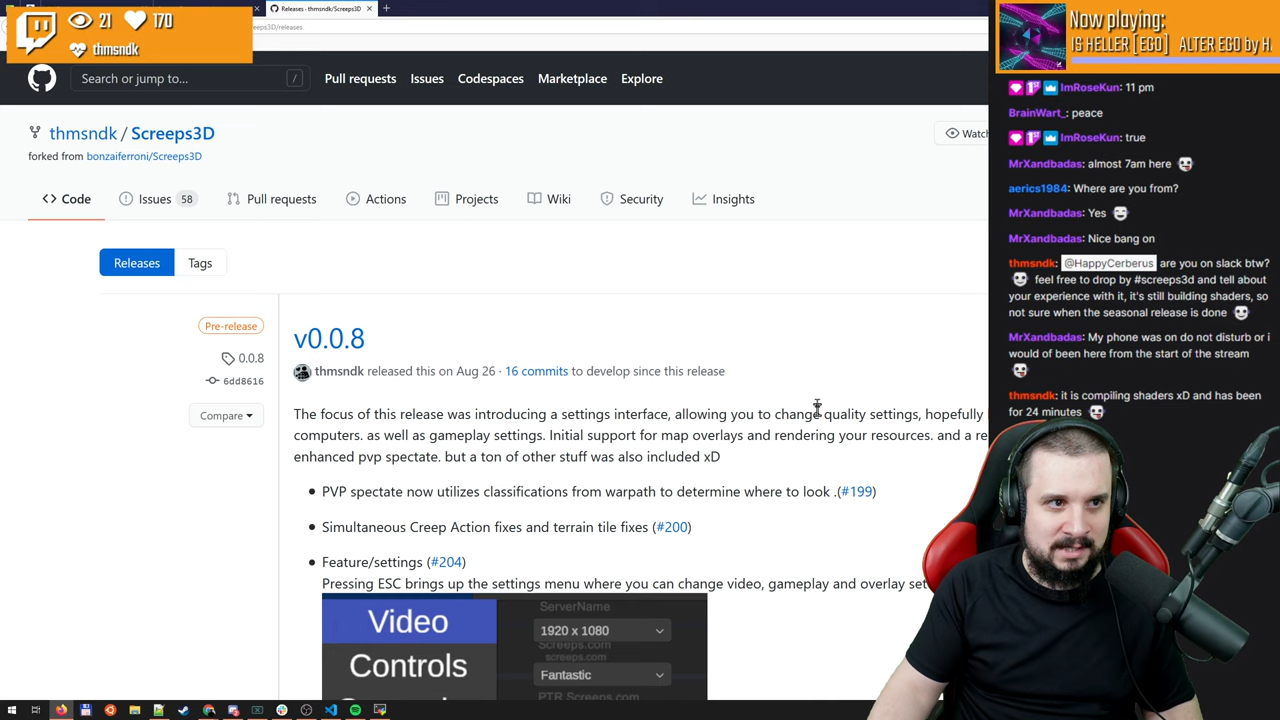 21 170
thmsndk
Releases · thmsndk/Screeps3D
eeps3D/releases
Search or jump to... /
Pull requests Issues Codespaces Marketplace Explore
thmsndk / Screeps3D
forked from bonzaiferroni/Screeps3D
Watch
Code Issues 58 Pull requests Actions Projects Wiki Security Insights
Releases Tags
Pre-release
0.0.8
6dd8616
Compare
v0.0.8
thmsndk released this on Aug 26 · 16 commits to develop since this release
The focus of this release was introducing a settings interface, allowing you to change quality settings, hopefully
computers. as well as gameplay settings. Initial support for map overlays and rendering your resources. and a re
enhanced pvp spectate. but a ton of other stuff was also included xD
• PVP spectate now utilizes classifications from warpath to determine where to look .(#199)
• Simultaneous Creep Action fixes and terrain tile fixes (#200)
• Feature/settings (#204)
Pressing ESC brings up the settings menu where you can change video, gameplay and overlay set
Video
Controls
ServerName
1920 x 1080
Screeps.com
screeps.com
Fantastic
PTR Screeps.com
Now playing:
IS HELLER [EGO] ALTER EGO by H
ImRoseKun: 11 pm
BrainWart_: peace
ImRoseKun: true
MrXandbadas: almost 7am here
aerics1984: Where are you from?
MrXandbadas: Yes
MrXandbadas: Nice bang on
thmsndk: @HappyCerberus are you on slack btw?
feel free to drop by #screeps3d and tell about
your experience with it, it's still building shaders, so
not sure when the seasonal release is done
MrXandbadas: My phone was on do not disturb or i
would of been here from the start of the stream
thmsndk: it is compiling shaders xD and has been
for 24 minutes